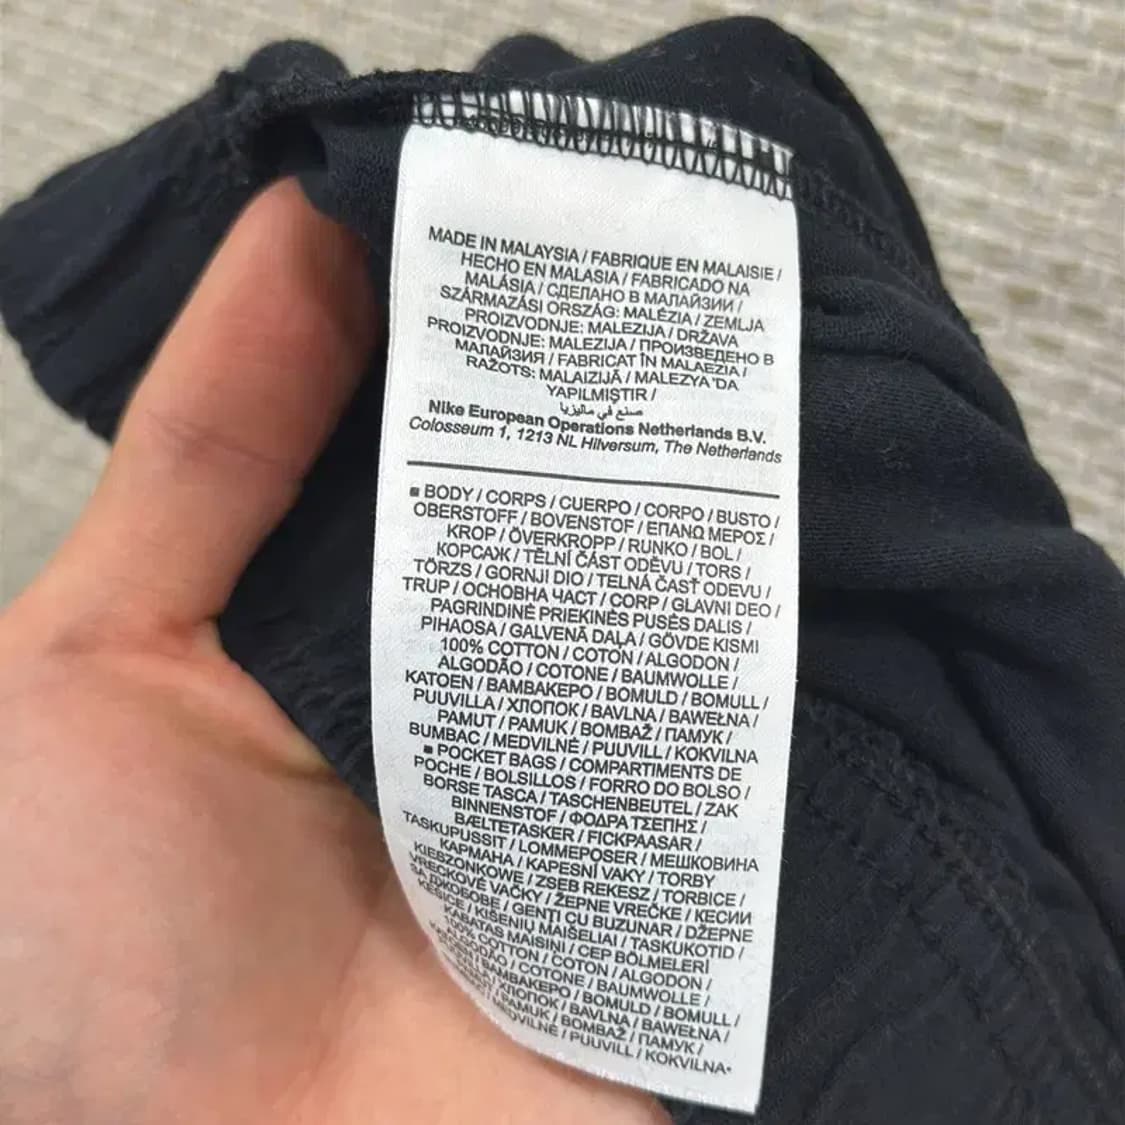 MADE IN MALAYSIA / FABRIQUE EN MALAISIE /
HECHO EN MALASIA / FABRICADO NA
MALÁSIA / СДЕЛАНО В МАЛАЙЗИИ /
SZÁRMAZÁSI ORSZÁG: MALÉZIA / ZEMLJA
PROIZVODNJE: MALEZIJA / DRŽAVA
PROIZVODNJE: MALEZIJA / ПРОИЗВЕДЕНО В
МАЛАЙЗИЯ / FABRICAT ÎN MALAEZIA /
RAŽOTS: MALAIZIJĀ / MALEZYA 'DA
YAPILMIŞTIR /
صنع في ماليزيا
Nike European Operations Netherlands B.V.
Colosseum 1, 1213 NL Hilversum, The Netherlands
■ BODY / CORPS / CUERPO / CORPO / BUSTO /
OBERSTOFF / BOVENSTOF / ΕΠΑΝΩ ΜΕΡΟΣ /
KROP / ÖVERKROPP / RUNKO / BOL /
КОРСАЖ / TĚLNÍ ČÁST ODĚVU / TORS /
TÖRZS / GORNJI DIO / TELNÁ ČASŤ ODEVU /
TRUP / ОСНОВНА ЧАСТ / CORP / GLAVNI DEO /
PAGRINDINĖ PRIEKINĖS PUSĖS DALIS /
PIHAOSA / GALVENĀ DAĻA / GÖVDE KISMI
100% COTTON / COTON / ALGODON /
ALGODÃO / COTONE / BAUMWOLLE /
KATOEN / ΒΑΜΒΑΚΕΡΟ / BOMULD / BOMULL /
PUUVILLA / ХЛОПОК / BAVLNA / BAWEŁNA /
PAMUT / PAMUK / BOMBAŽ / ПАМУК /
BUMBAC / MEDVILNĖ / PUUVILL / KOKVILNA
■ POCKET BAGS / COMPARTIMENTS DE
POCHE / BOLSILLOS / FORRO DO BOLSO /
BORSE TASCA / TASCHENBEUTEL / ZAK
BINNENSTOF / ΦΟΔΡΑ ΤΣΕΠΗΣ /
BÆLTETASKER / FICKPAASAR /
TASKUPUSSIT / LOMMEPOSER / МЕШКОВИНА
КАРМАНА / KAPESNÍ VAKY / TORBY
KIESZONKOWE / ZSEB REKESZ / TORBICE /
VRECKOVÉ VAČKY / ŽEPNE VREČKE / КЕСИИ
ЗА ДЖОБОВЕ / GENŢI CU BUZUNAR / DŽEPNE
KESICE / KIŠENIŲ MAIŠELIAI / TASKUKOTID /
KABATAS MAISIŅI / CEP BÖLMELERİ
100% COTTON / COTON / ALGODON /
ALGODÃO / COTONE / BAUMWOLLE /
KATOEN / ΒΑΜΒΑΚΕΡΟ / BOMULD / BOMULL /
ХЛОПОК / BAVLNA / BAWEŁNA /
PAMUK / BOMBAŽ / ПАМУК /
MEDVILNĖ / PUUVILL / KOKVILNA